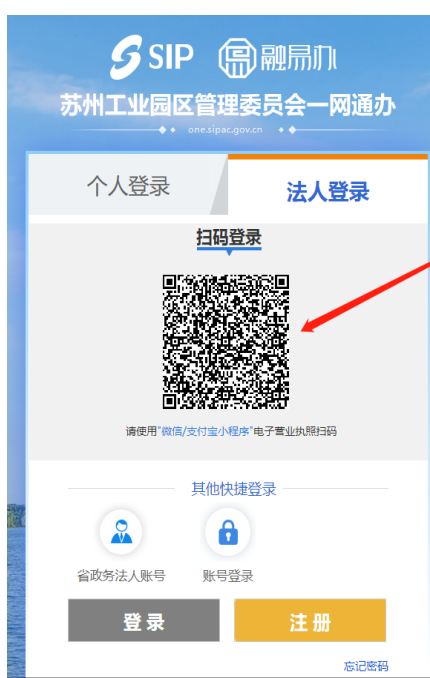 SIP 融易办
苏州工业园区管理委员会一网通办
one.sipac.gov.cn
个人登录 法人登录
扫码登录
请使用"微信/支付宝小程序"电子营业执照扫码
其他快捷登录
省政务法人账号 账号登录
登录 注册
忘记密码